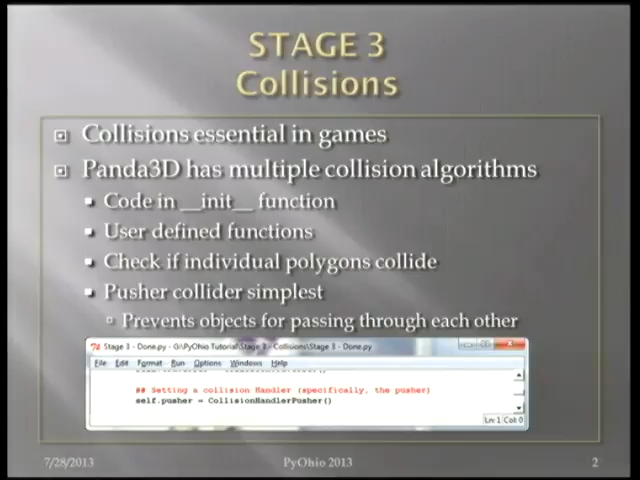 STAGE 3
Collisions
Collisions essential in games
Panda3D has multiple collision algorithms
Code in __init__ function
User defined functions
Check if individual polygons collide
Pusher collider simplest
Prevents objects for passing through each other
Stage 3 - Done.py - G:\PyOhio Tutorial\Stage 3 - Collisions\Stage 3 - Done.py
File Edit Format Run Options Windows Help
## Setting a collision Handler (specifically, the pusher)
self.pusher = CollisionHandlerPusher()
Ln: 1 Col: 0
7/28/2013 PyOhio 2013 2